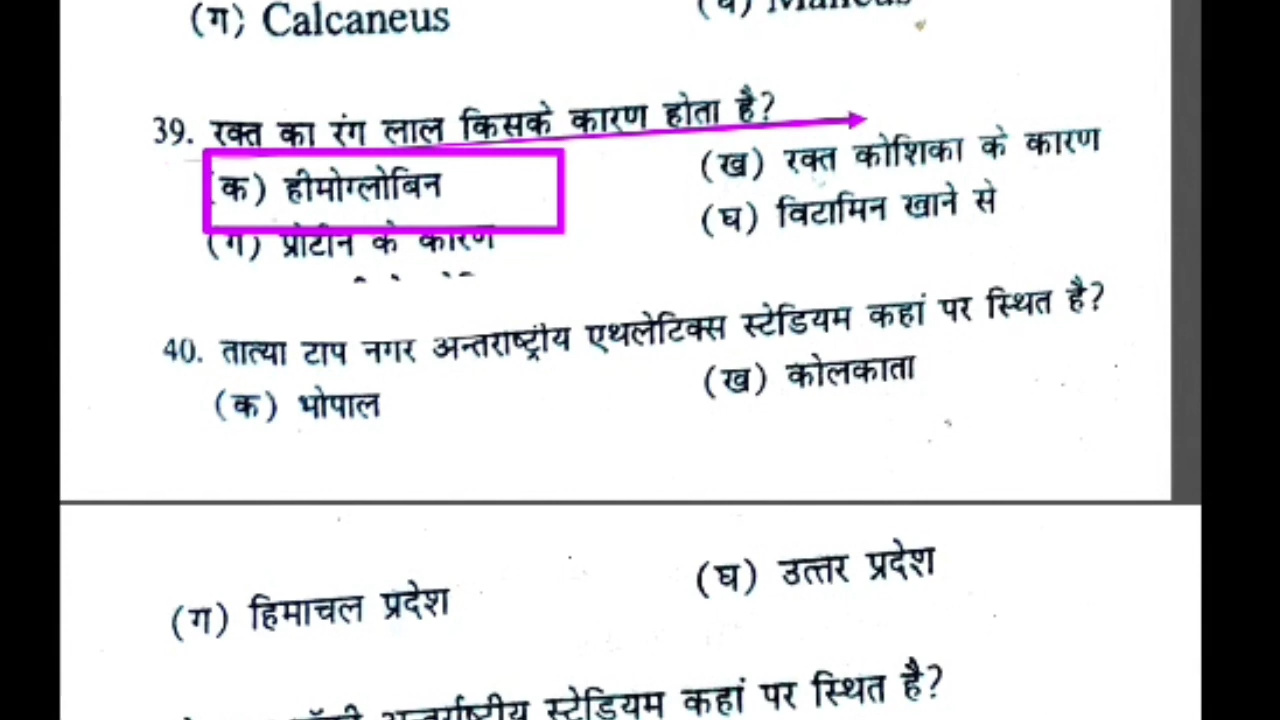 (ग) Calcaneus
39. रक्त का रंग लाल किसके कारण होता है?
क) हीमोग्लोबिन (ख) रक्त कोशिका के कारण
(ग) प्रोटीन के कारण (घ) विटामिन खाने से
40. तात्या टाप नगर अन्तराष्ट्रीय एथलेटिक्स स्टेडियम कहां पर स्थित है?
(क) भोपाल (ख) कोलकाता
(ग) हिमाचल प्रदेश (घ) उत्तर प्रदेश
स्टेडियम कहां पर स्थित है?